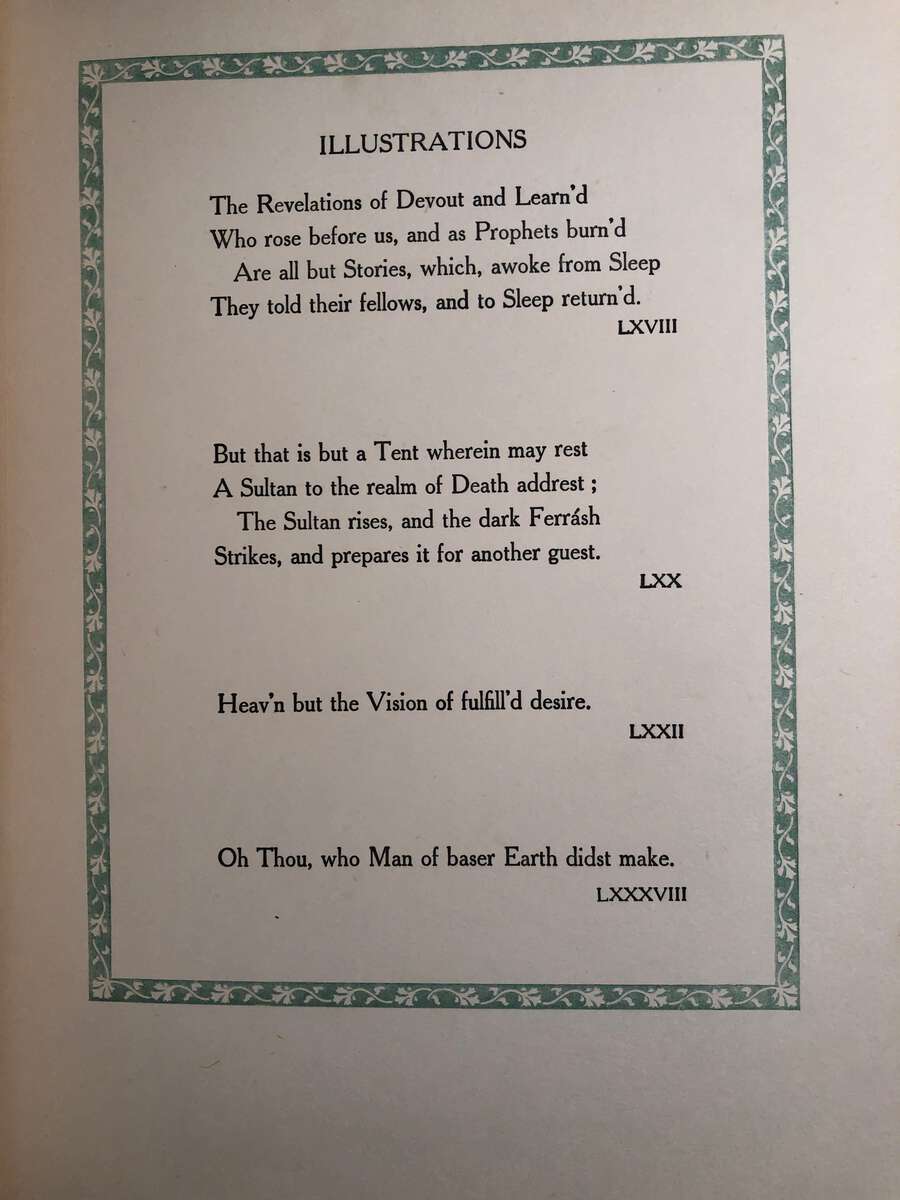 ILLUSTRATIONS
The Revelations of Devout and Learn'd
Who rose before us, and as Prophets burn'd
Are all but Stories, which, awoke from Sleep
They told their fellows, and to Sleep return'd.
LXVIII
But that is but a Tent wherein may rest
A Sultan to the realm of Death addrest ;
The Sultan rises, and the dark Ferrásh
Strikes, and prepares it for another guest.
LXX
Heav'n but the Vision of fulfill'd desire.
LXXII
Oh Thou, who Man of baser Earth didst make.
LXXXVIII